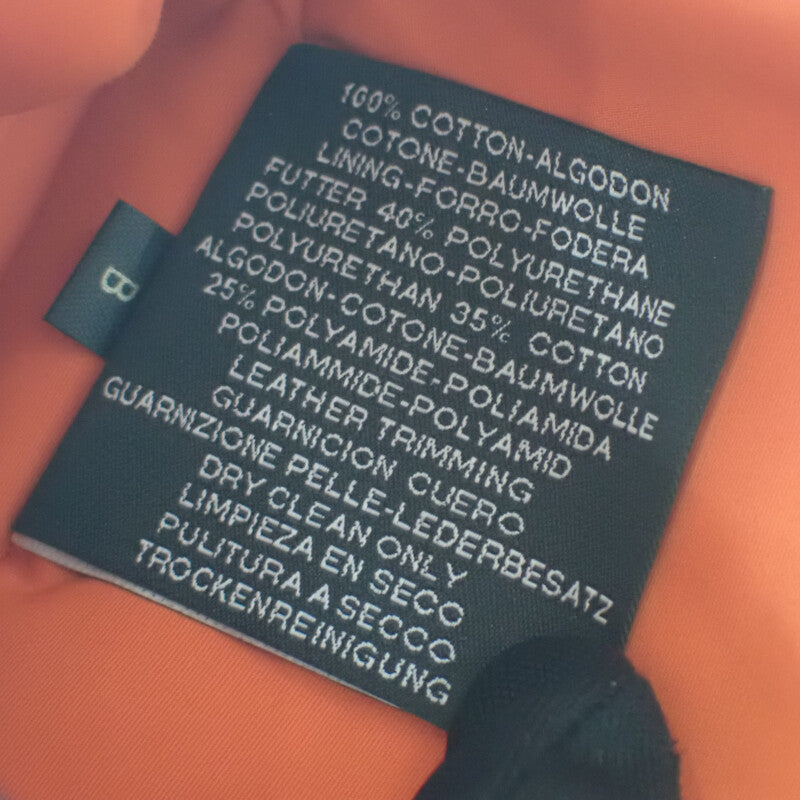 100% COTTON-ALGODON
COTONE-BAUMWOLLE
LINING-FORRO-FODERA
FUTTER 40% POLYURETHANE
POLIURETANO-POLIURETANO
POLYURETHAN 35% COTTON
ALGODON-COTONE-BAUMWOLLE
25% POLYAMIDE-POLIAMIDA
POLIAMMIDE-POLYAMID
LEATHER TRIMMING
GUARNICION CUERO
GUARNIZIONE PELLE-LEDERBESATZ
DRY CLEAN ONLY
LIMPIEZA EN SECO
PULITURA A SECCO
TROCKENREINIGUNG
B